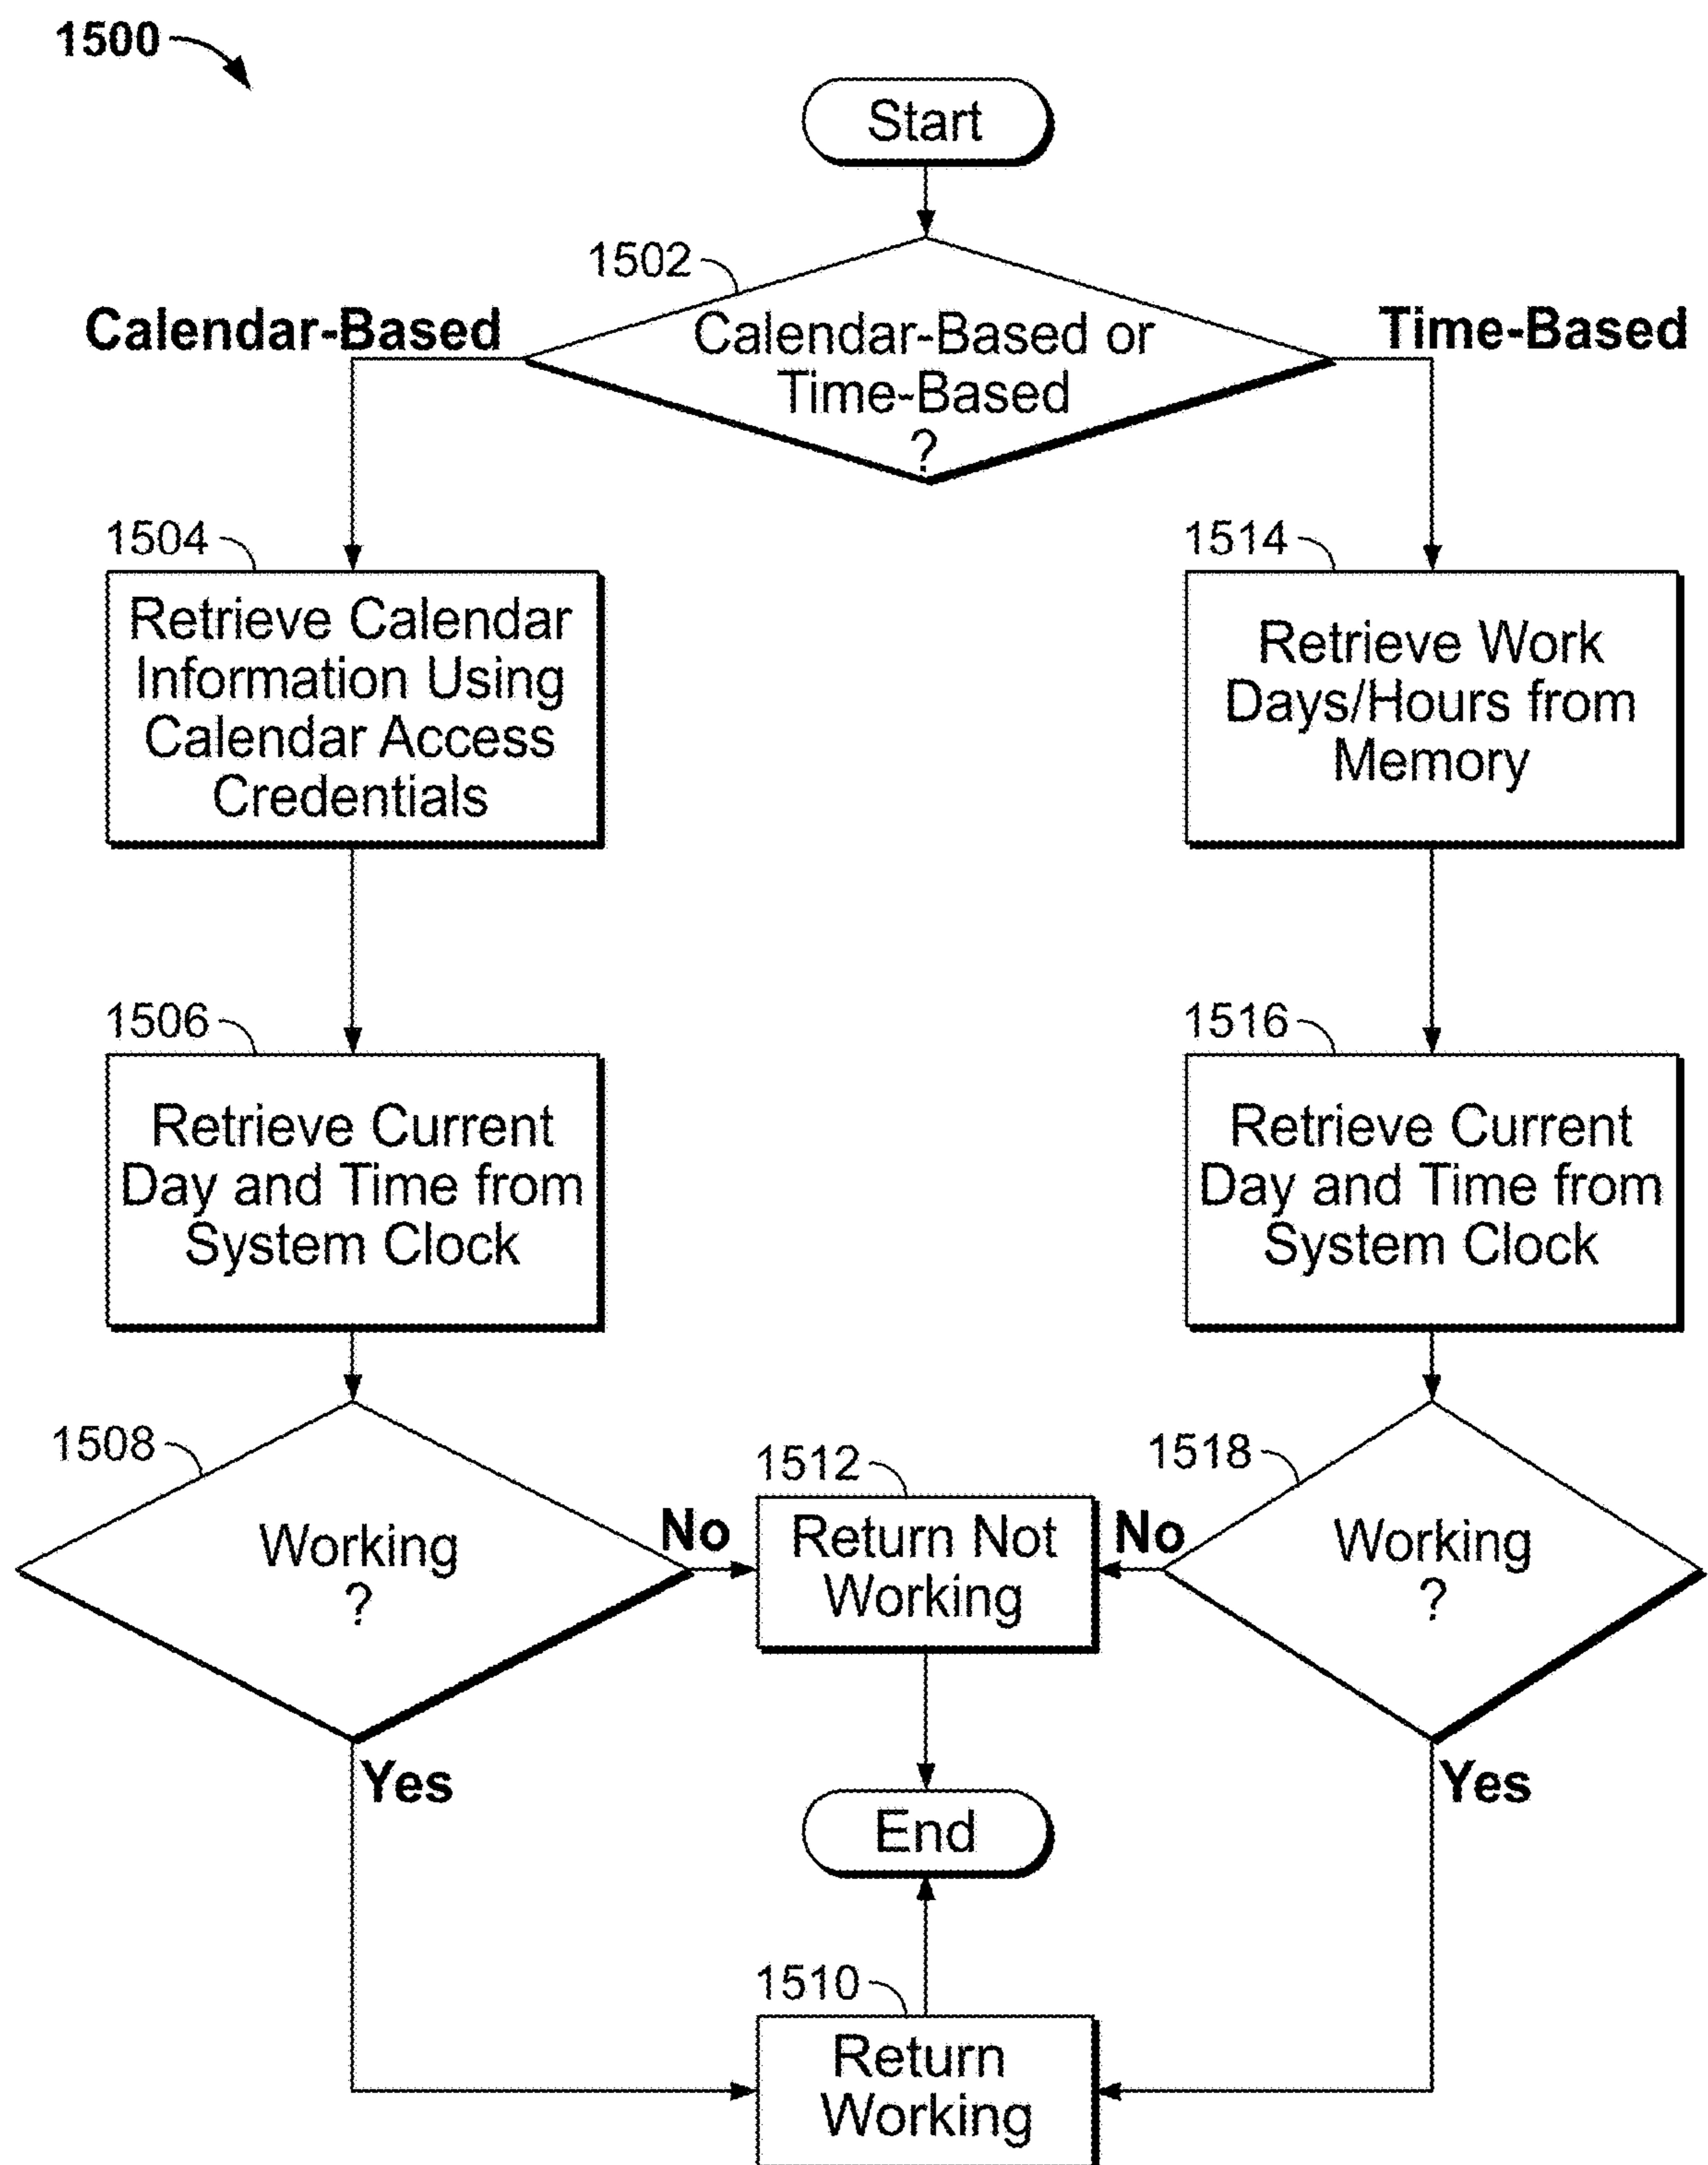 1500
Start
1502
Calendar-Based
Calendar-Based or
Time-Based
?
Time-Based
1504
Retrieve Calendar
Information Using
Calendar Access
Credentials
1514
Retrieve Work
Days/Hours from
Memory
1506
Retrieve Current
Day and Time from
System Clock
1516
Retrieve Current
Day and Time from
System Clock
1508
Working
?
No
Yes
1512
Return Not
Working
1518
No
Working
?
Yes
End
1510
Return
Working